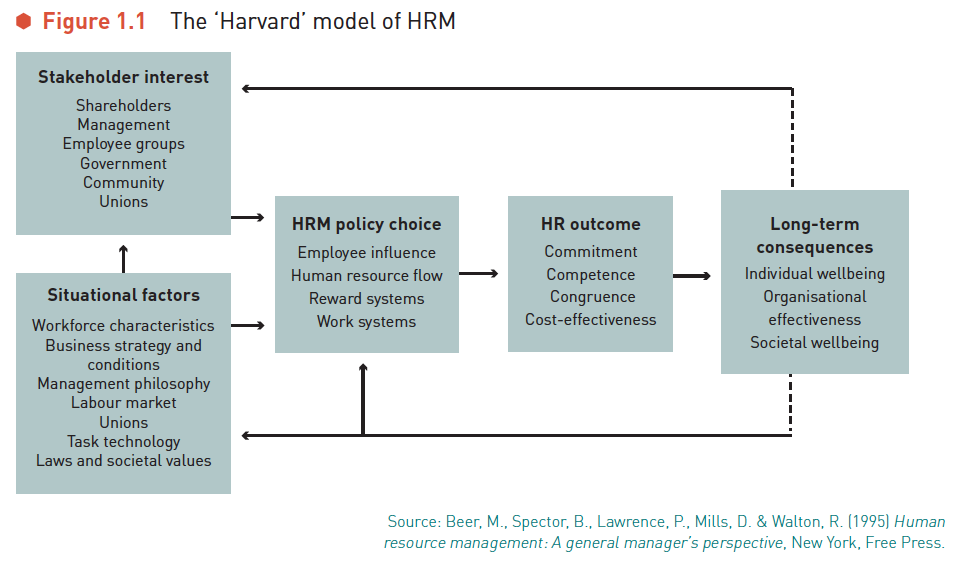 Figure 1.1 The ‘Harvard’ model of HRM
Stakeholder interest
Shareholders
Management
Employee groups
Government
Community
Unions
Situational factors
Workforce characteristics
Business strategy and
conditions
Management philosophy
Labour market
Unions
Task technology
Laws and societal values
HRM policy choice
Employee influence
Human resource flow
Reward systems
Work systems
HR outcome
Commitment
Competence
Congruence
Cost-effectiveness
Long-term
consequences
Individual wellbeing
Organisational
effectiveness
Societal wellbeing
Source: Beer, M., Spector, B., Lawrence, P., Mills, D. & Walton, R. (1995) Human
resource management: A general manager’s perspective, New York, Free Press.